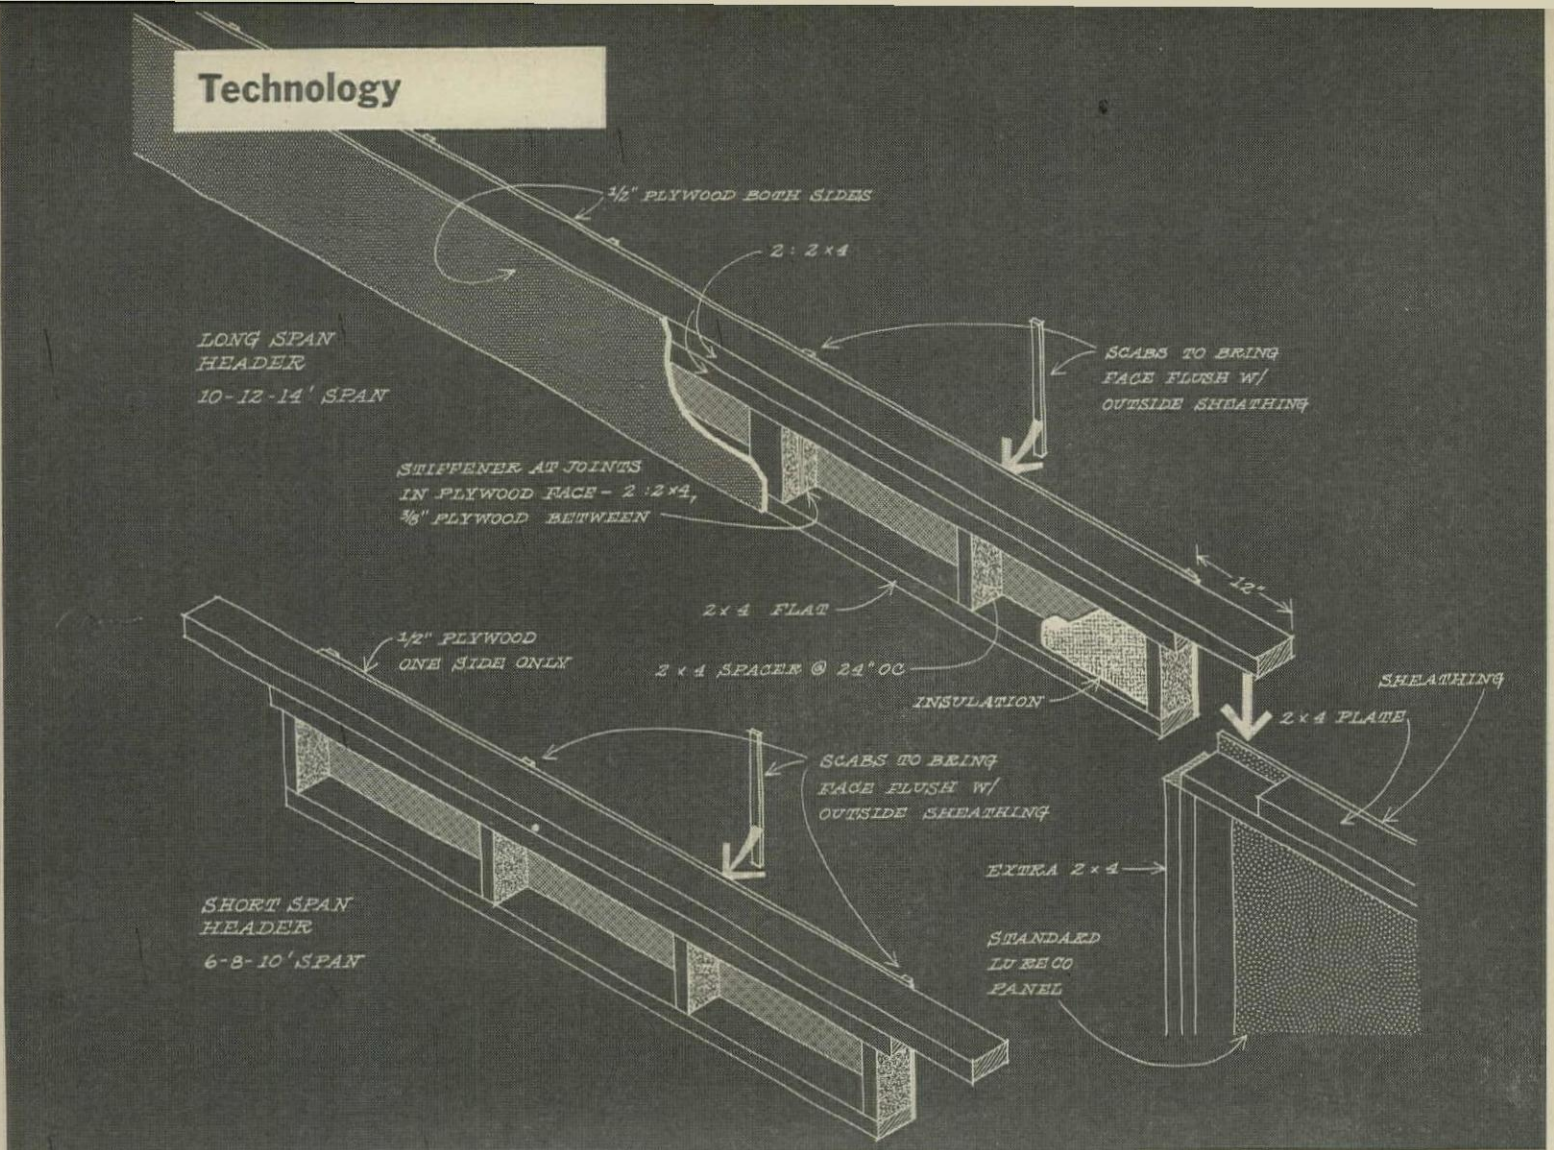 Technology
1/2" PLYWOOD BOTH SIDES
2 : 2×4
LONG SPAN
HEADER
10-12-14' SPAN
SCABS TO BRING
FACE FLUSH W/
OUTSIDE SHEATHING
STIFFENER AT JOINTS
IN PLYWOOD FACE - 2 : 2×4,
3/8" PLYWOOD BETWEEN
12"
2×4 FLAT
1/2" PLYWOOD
ONE SIDE ONLY
2×4 SPACER @ 24" OC
INSULATION
SHEATHING
2×4 PLATE
SCABS TO BRING
FACE FLUSH W/
OUTSIDE SHEATHING
EXTRA 2×4
SHORT SPAN
HEADER
6-8-10' SPAN
STANDARD
LURECO
PANEL